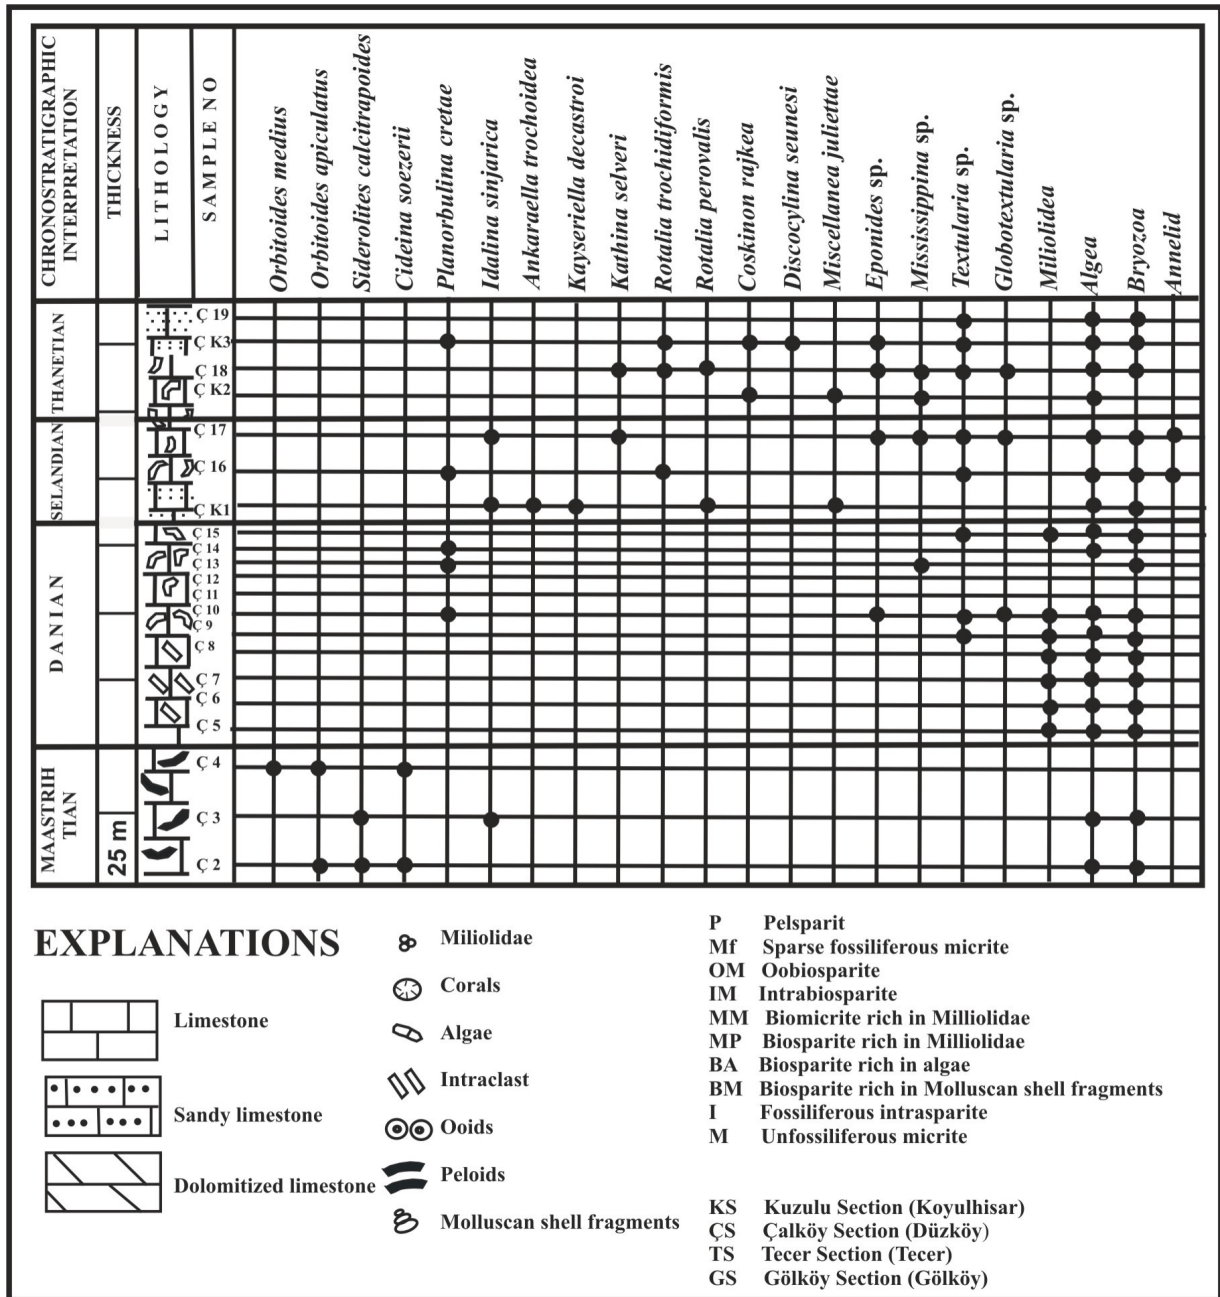 CHRONOSTRATIGRAPHIC
INTERPRETATION
THICKNESS
LITHOLOGY
SAMPLE NO
Orbitoides medius
Orbitoides apiculatus
Siderolites calcitrapoides
Cideina soezerii
Planorbulina cretae
Idalina sinjarica
Ankaraella trochoidea
Kayseriella decastroi
Kathina selveri
Rotalia trochidiformis
Rotalia perovalis
Coskinon rajkea
Discocylina seunesi
Miscellanea juliettae
Eponides sp.
Mississippina sp.
Textularia sp.
Globotextularia sp.
Miliolidea
Algea
Bryozoa
Annelid
THANETIAN
Ç 19
Ç K3
Ç 18
Ç K2
SELANDIAN
Ç 17
Ç 16
Ç K1
DANIAN
Ç 15
Ç 14
Ç 13
Ç 12
Ç 11
Ç 10
Ç 9
Ç 8
Ç 7
Ç 6
Ç 5
MAASTRIH
TIAN
25 m
Ç 4
Ç 3
Ç 2
EXPLANATIONS
Limestone
Sandy limestone
Dolomitized limestone
Miliolidae
Corals
Algae
Intraclast
Ooids
Peloids
Molluscan shell fragments
P Pelsparit
Mf Sparse fossiliferous micrite
OM Oobiosparite
IM Intrabiosparite
MM Biomicrite rich in Milliolidae
MP Biosparite rich in Milliolidae
BA Biosparite rich in algae
BM Biosparite rich in Molluscan shell fragments
I Fossiliferous intrasparite
M Unfossiliferous micrite
KS Kuzulu Section (Koyulhisar)
ÇS Çalköy Section (Düzköy)
TS Tecer Section (Tecer)
GS Gölköy Section (Gölköy)